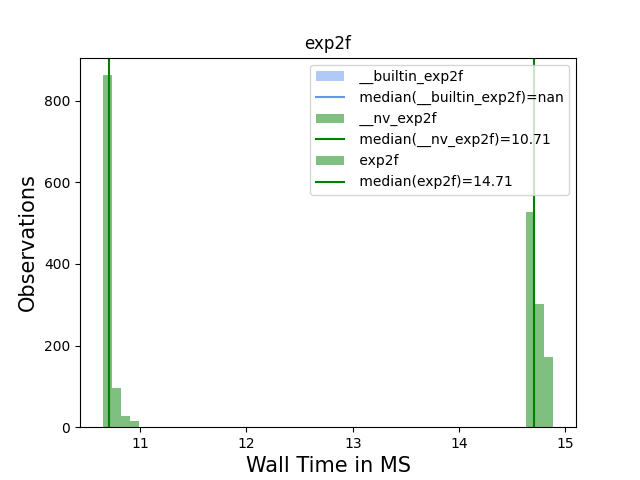 exp2f
__builtin_exp2f
median(__builtin_exp2f)=nan
__nv_exp2f
median(__nv_exp2f)=10.71
exp2f
median(exp2f)=14.71
Observations
800
600
400
200
0
11 12 13 14 15
Wall Time in MS